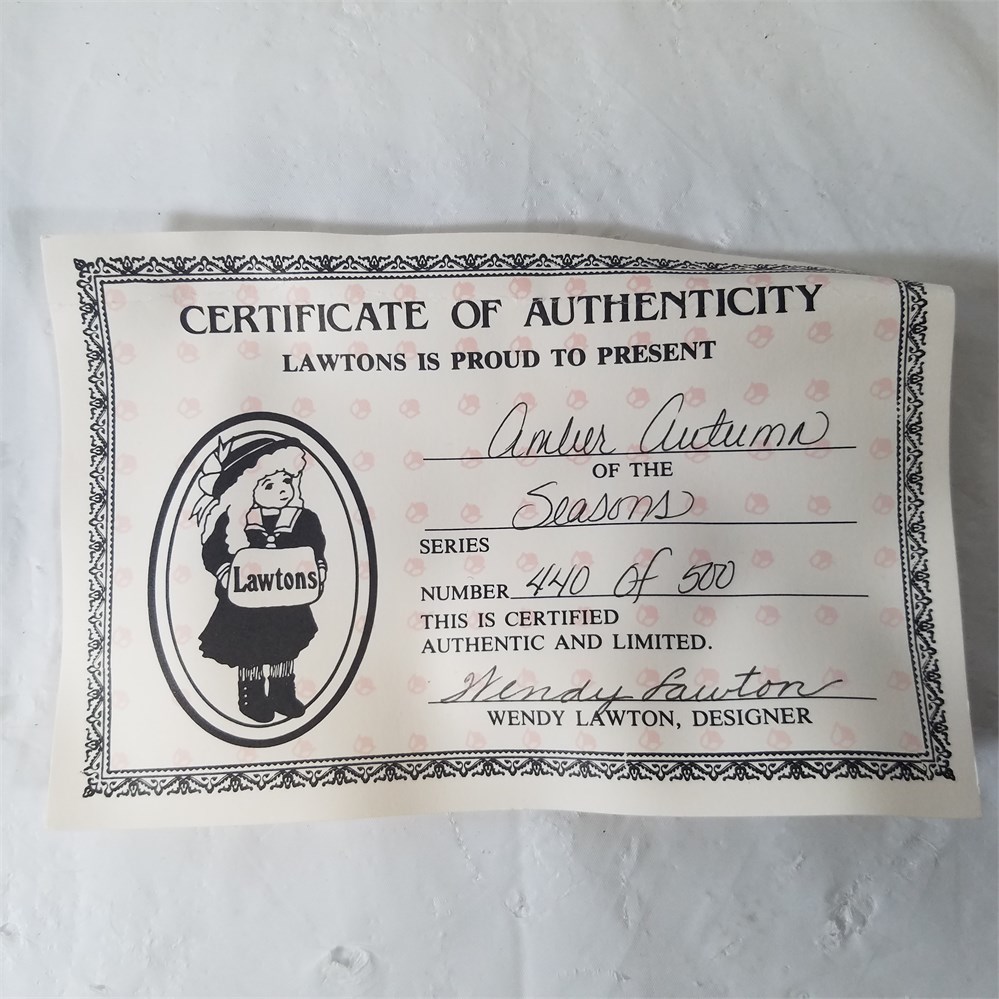 CERTIFICATE OF AUTHENTICITY
LAWTONS IS PROUD TO PRESENT
Amber Autumn
OF THE
Seasons
SERIES
NUMBER 440 Of 500
THIS IS CERTIFIED
AUTHENTIC AND LIMITED.
Wendy Lawton
WENDY LAWTON, DESIGNER
Lawtons